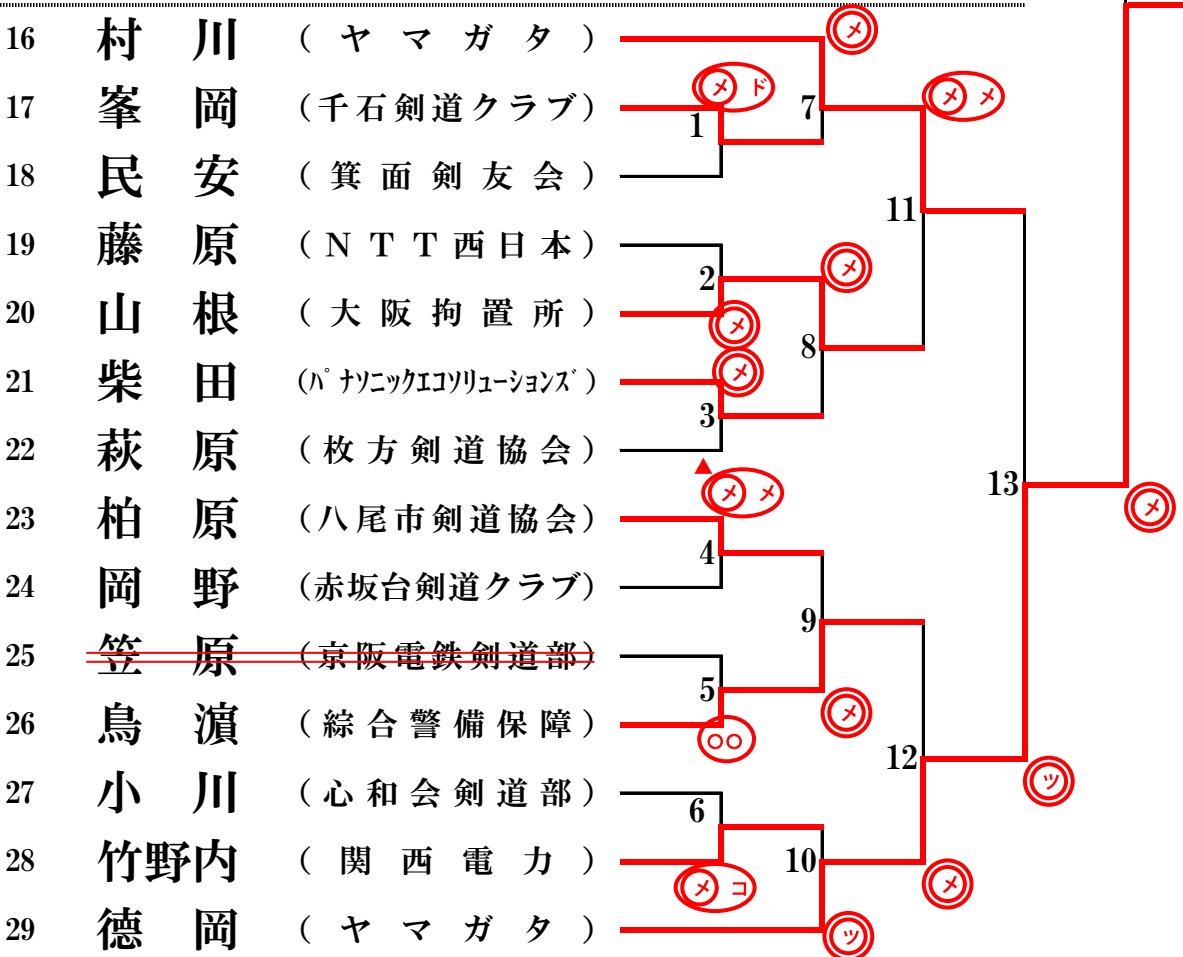 16 村 川 ( ヤ マ ガ タ )
17 峯 岡 (千石剣道クラブ)
18 民 安 ( 箕 面 剣 友 会 )
19 藤 原 ( N T T 西 日 本 )
20 山 根 ( 大 阪 拘 置 所 )
21 柴 田 (ﾊﾟﾅｿﾆｯｸｴｺｿﾘｭｰｼｮﾝｽﾞ)
22 萩 原 ( 枚 方 剣 道 協 会 )
23 柏 原 (八尾市剣道協会)
24 岡 野 (赤坂台剣道クラブ)
25 笠 原 (京阪電鉄剣道部)
26 鳥 濵 ( 綜 合 警 備 保 障 )
27 小 川 ( 心 和 会 剣 道 部 )
28 竹野内 ( 関 西 電 力 )
29 德 岡 ( ヤ マ ガ タ )
メ ド
1
2
メ
メ
3
▲
メ メ
4
5
○○
6
メ コ
メ
7
メ
8
9
メ
10
ツ
メ メ
11
12
メ
13
ツ
メ